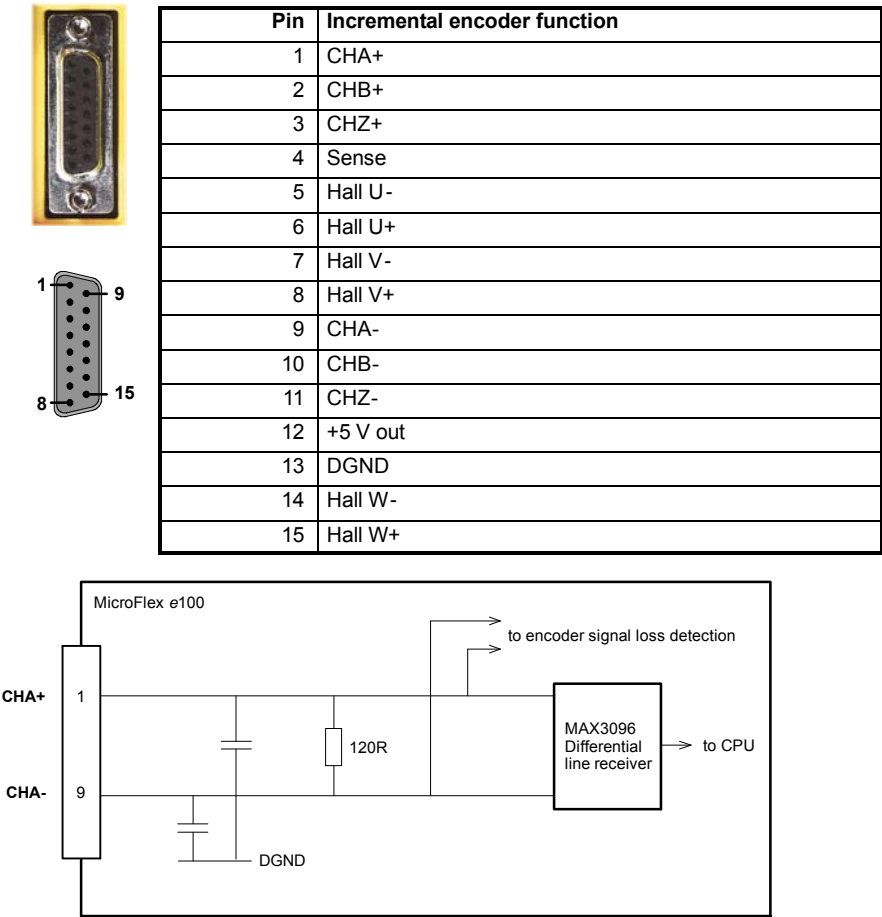 Pin Incremental encoder function
1 CHA+
2 CHB+
3 CHZ+
4 Sense
5 Hall U-
6 Hall U+
7 Hall V-
8 Hall V+
9 CHA-
10 CHB-
11 CHZ-
12 +5 V out
13 DGND
14 Hall W-
15 Hall W+
1
9
15
8
MicroFlex e100
to encoder signal loss detection
CHA+ 1
120R
MAX3096
Differential
line receiver
to CPU
CHA- 9
DGND